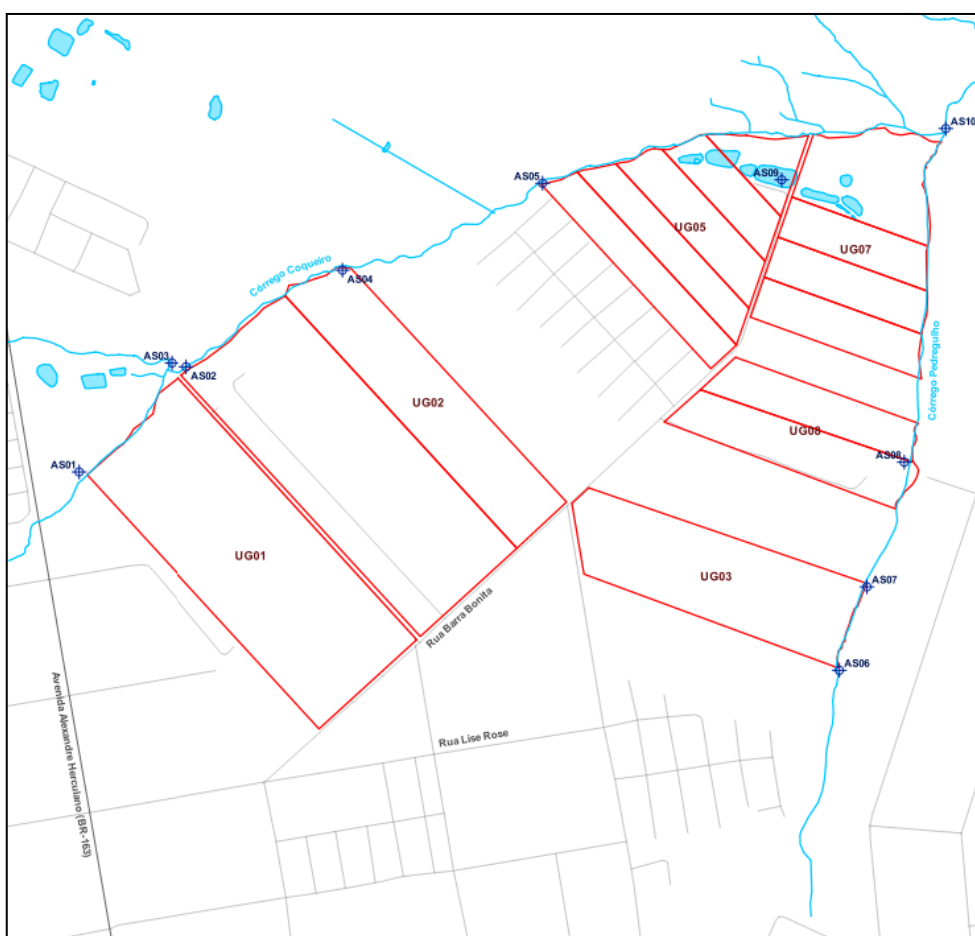 AS10
AS05
AS09
UG05
UG07
Córrego Coqueiro
AS04
AS03
AS02
Córrego Pedregulho
UG02
UG08
AS08
AS01
UG01
UG03
AS07
Rua Barra Bonita
AS06
Avenida Alexandre Herculano (BR-163)
Rua Lise Rose